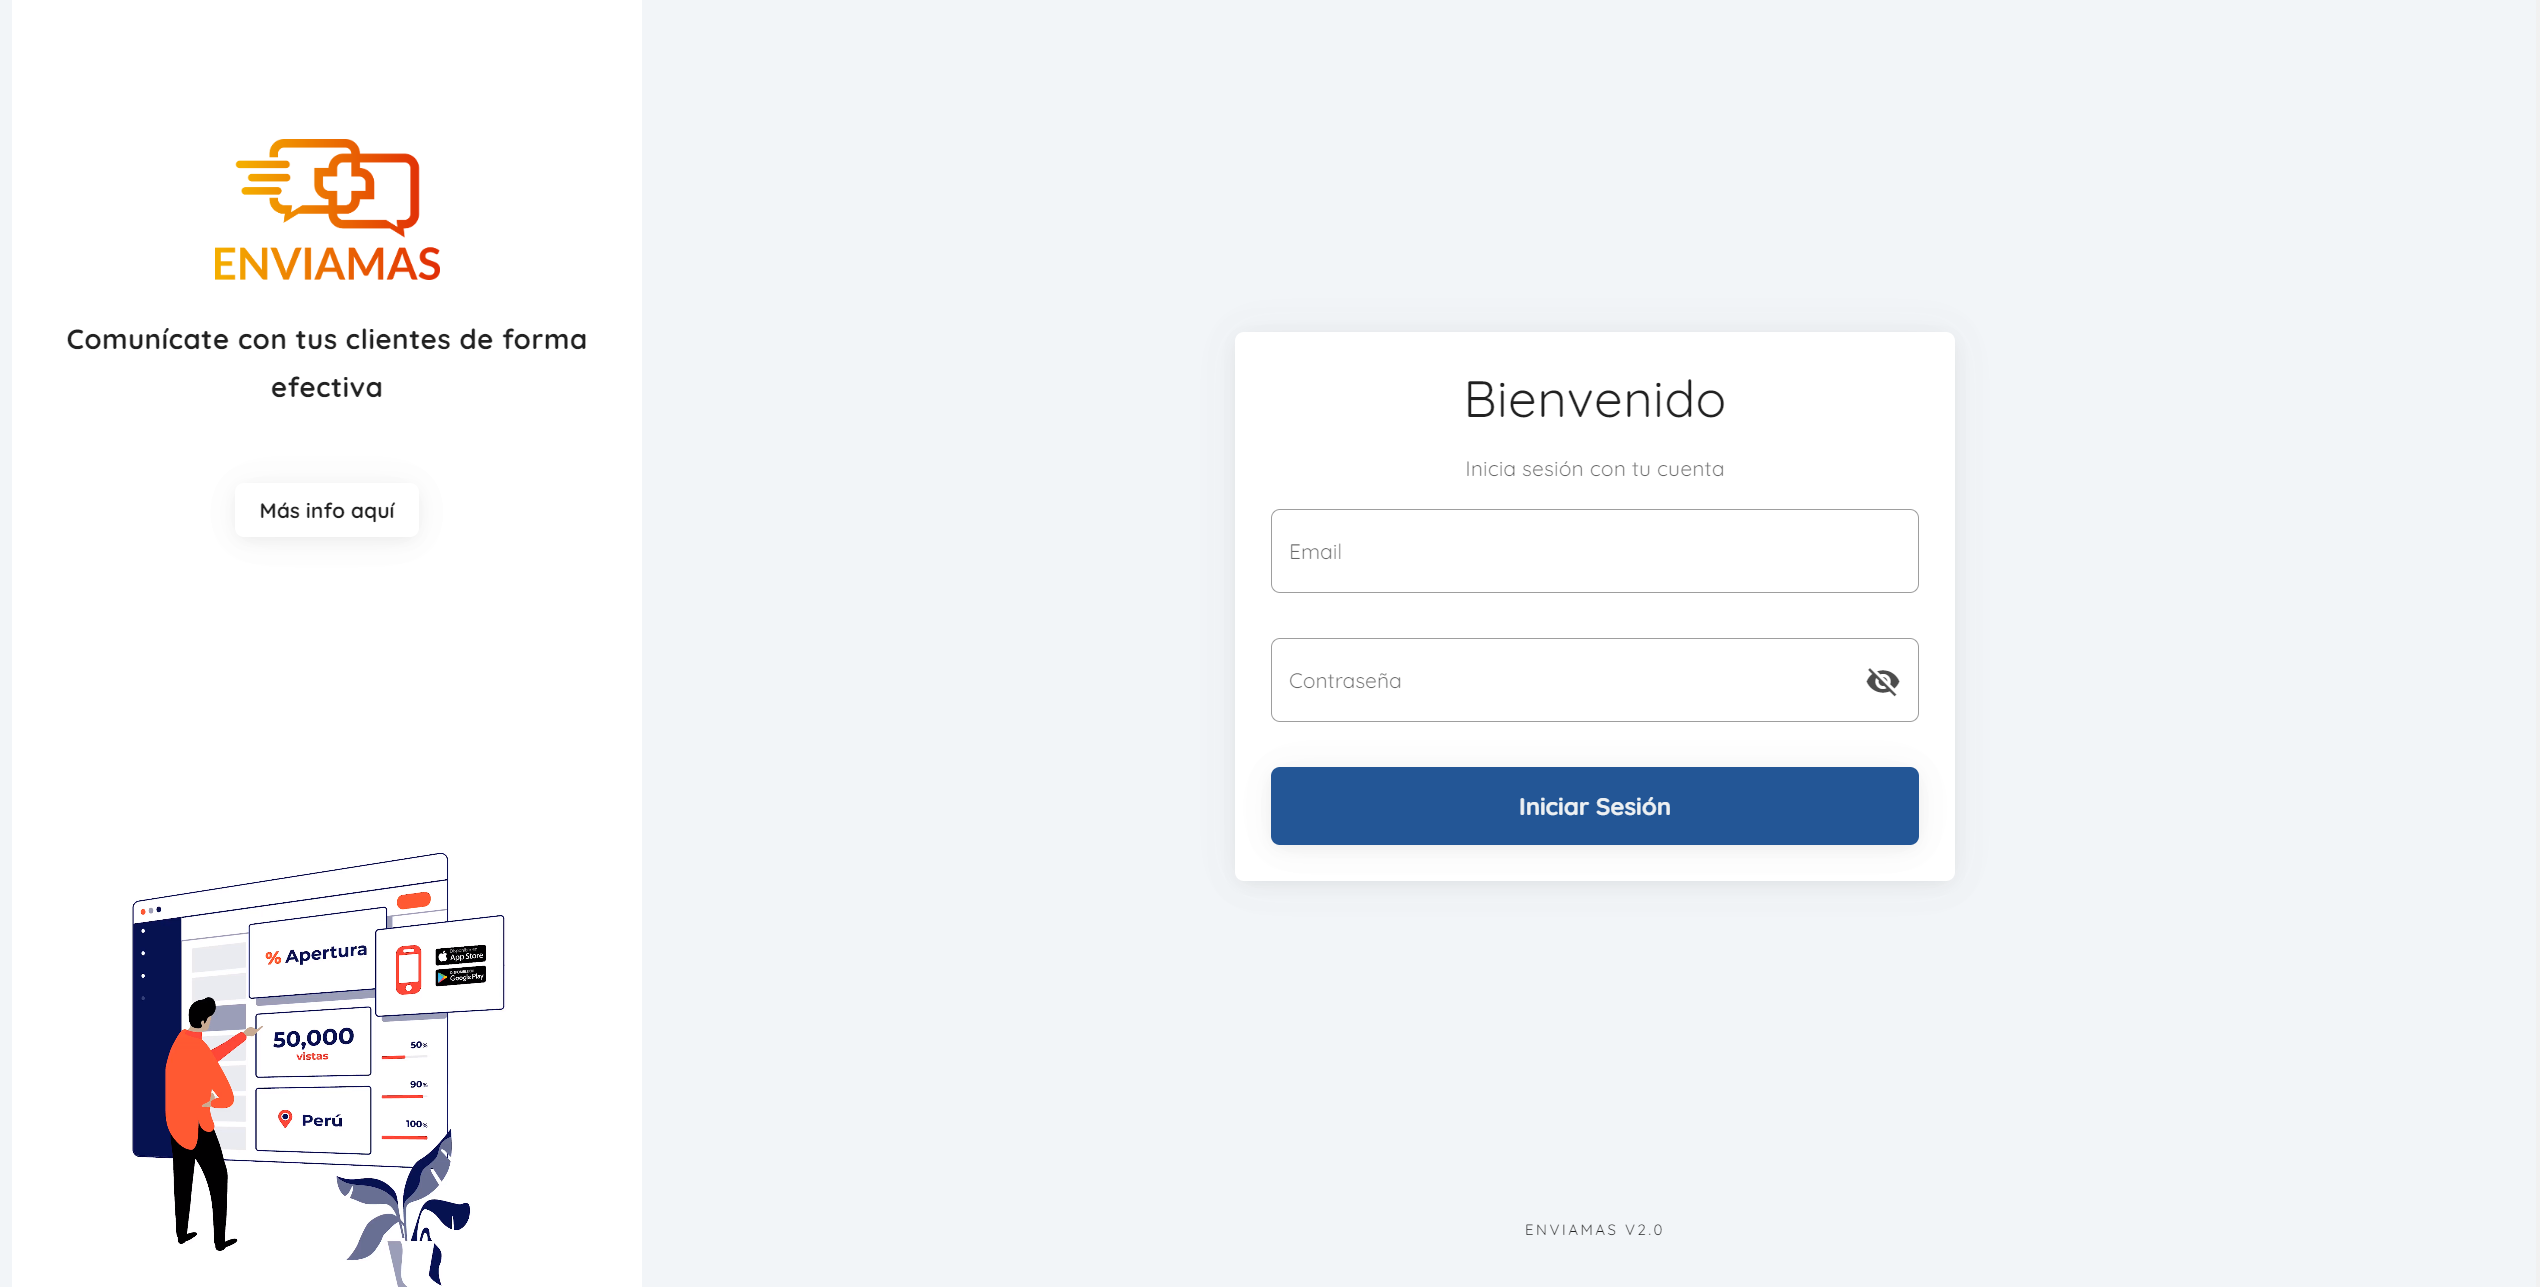 ENVIAMAS
Comunícate con tus clientes de forma
efectiva
Más info aquí
% Apertura
App Store
Google Play
50,000
vistas
50%
90%
Perú
100%
Bienvenido
Inicia sesión con tu cuenta
Email
Contraseña
Iniciar Sesión
ENVIAMAS V2.0